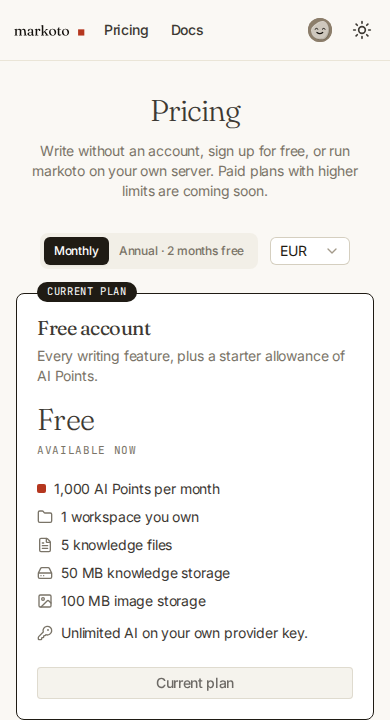 markoto
Pricing
Docs
Pricing
Write without an account, sign up for free, or run
markoto on your own server. Paid plans with higher
limits are coming soon.
Monthly
Annual · 2 months free
EUR
CURRENT PLAN
Free account
Every writing feature, plus a starter allowance of
AI Points.
Free
AVAILABLE NOW
1,000 AI Points per month
1 workspace you own
5 knowledge files
50 MB knowledge storage
100 MB image storage
Unlimited AI on your own provider key.
Current plan